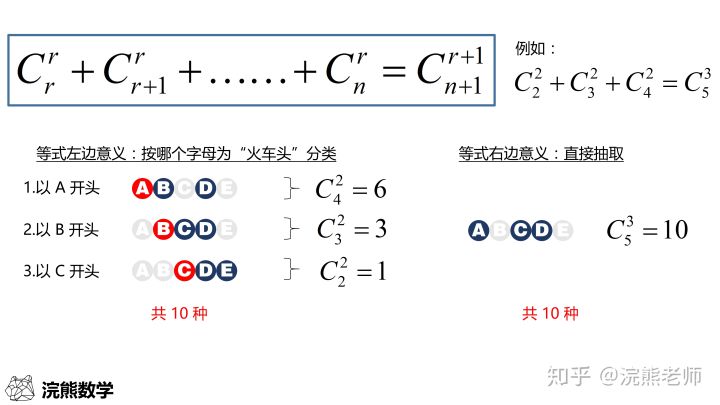 C_r^r + C_{r+1}^r + …… + C_n^r = C_{n+1}^{r+1}
例如：
C_2^2 + C_3^2 + C_4^2 = C_5^3
等式左边意义：按哪个字母为“火车头”分类
等式右边意义：直接抽取
1.以 A 开头 A B C D E C_4^2 = 6
2.以 B 开头 A B C D E C_3^2 = 3
3.以 C 开头 A B C D E C_2^2 = 1
A B C D E C_5^3 = 10
共 10 种
共 10 种
浣熊数学
知乎 @浣熊老师